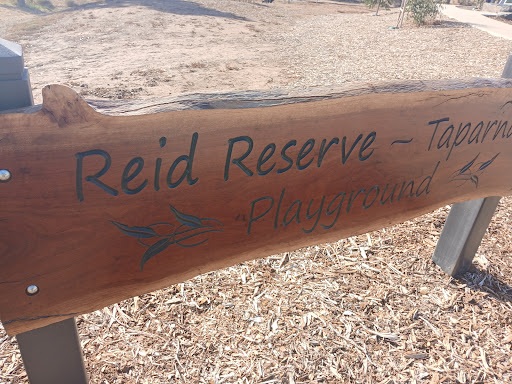 Reid Reserve ~ Taparna
Playground